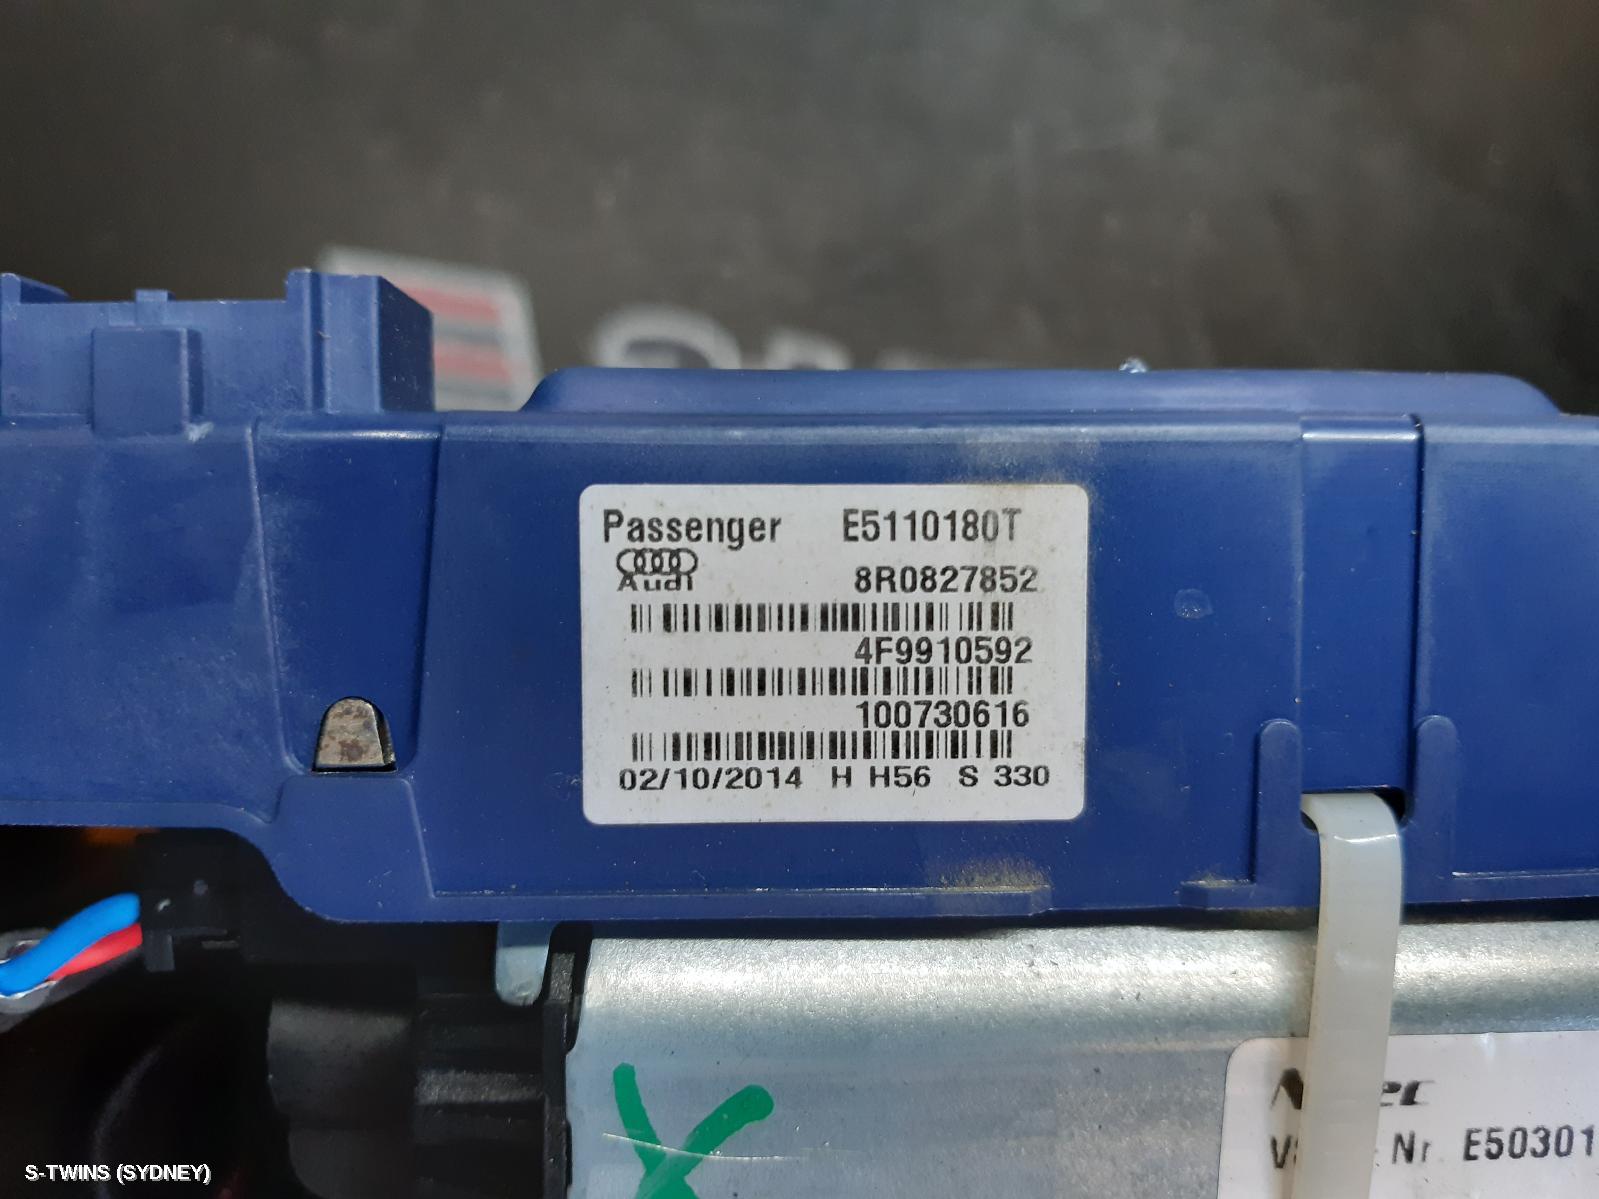 Passenger E5110180T
Audi 8R0827852
4F9910592
100730616
02/10/2014 H H56 S 330
Nr. E50301
S-TWINS (SYDNEY)